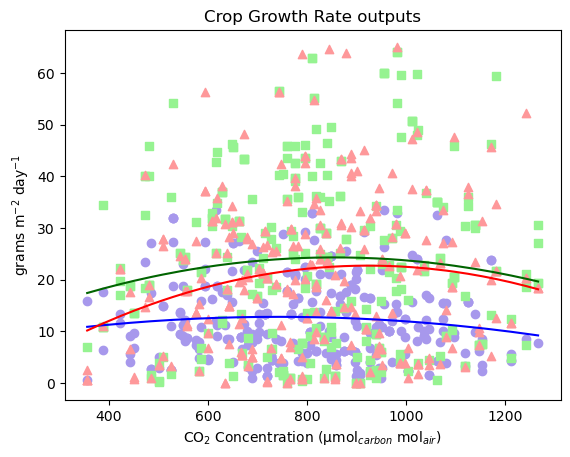 Crop Growth Rate outputs
grams m⁻² day⁻¹
60
50
40
30
20
10
0
400 600 800 1000 1200
CO₂ Concentration (μmol_carbon mol_air)